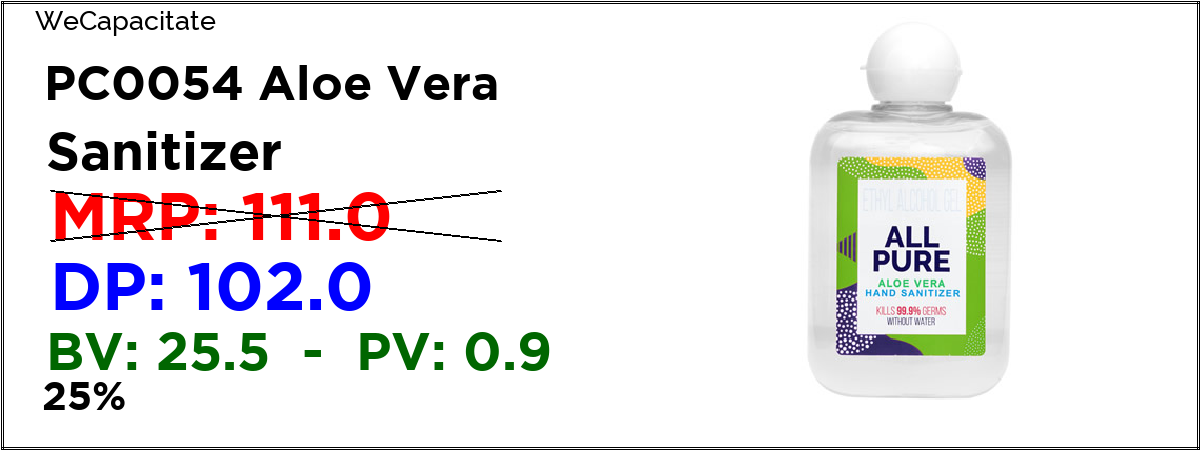 WeCapacitate
PC0054 Aloe Vera
Sanitizer
MRP: 111.0
DP: 102.0
BV: 25.5 - PV: 0.9
25%
ETHYL ALCOHOL GEL
ALL
PURE
ALOE VERA
HAND SANITIZER
KILLS 99.9% GERMS
WITHOUT WATER